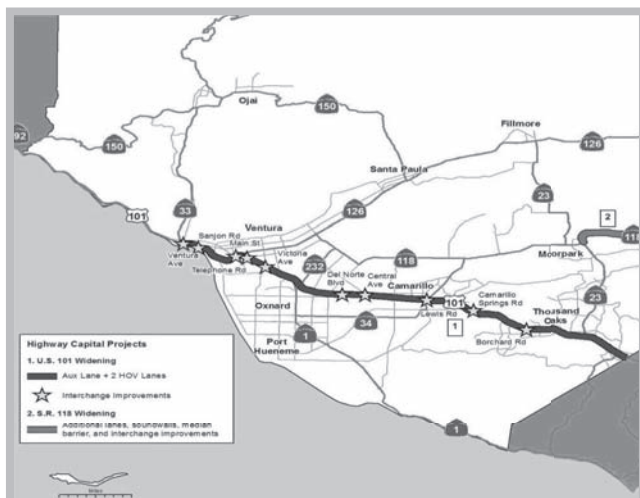 Ojai
150
Fillmore
92
150
126
Santa Paula
23
101
33
126
2
Sanjon Rd
Ventura
118
Main St
Victoria
Ave
Moorpark
Ventura
Ave
Telephone Rd
232
118
Del Norte
Blvd
Central
Ave
Camarillo
23
101
Camarillo
Springs Rd
Oxnard
Lewis Rd
Thousand
Oaks
34
1
1
Borchard Rd
Port
Hueneme
Highway Capital Projects
1. U.S. 101 Widening
Aux Lane + 2 HOV Lanes
Interchange Improvements
2. S.R. 118 Widening
Additional lanes, soundwalls, median
barrier, and interchange improvements
1